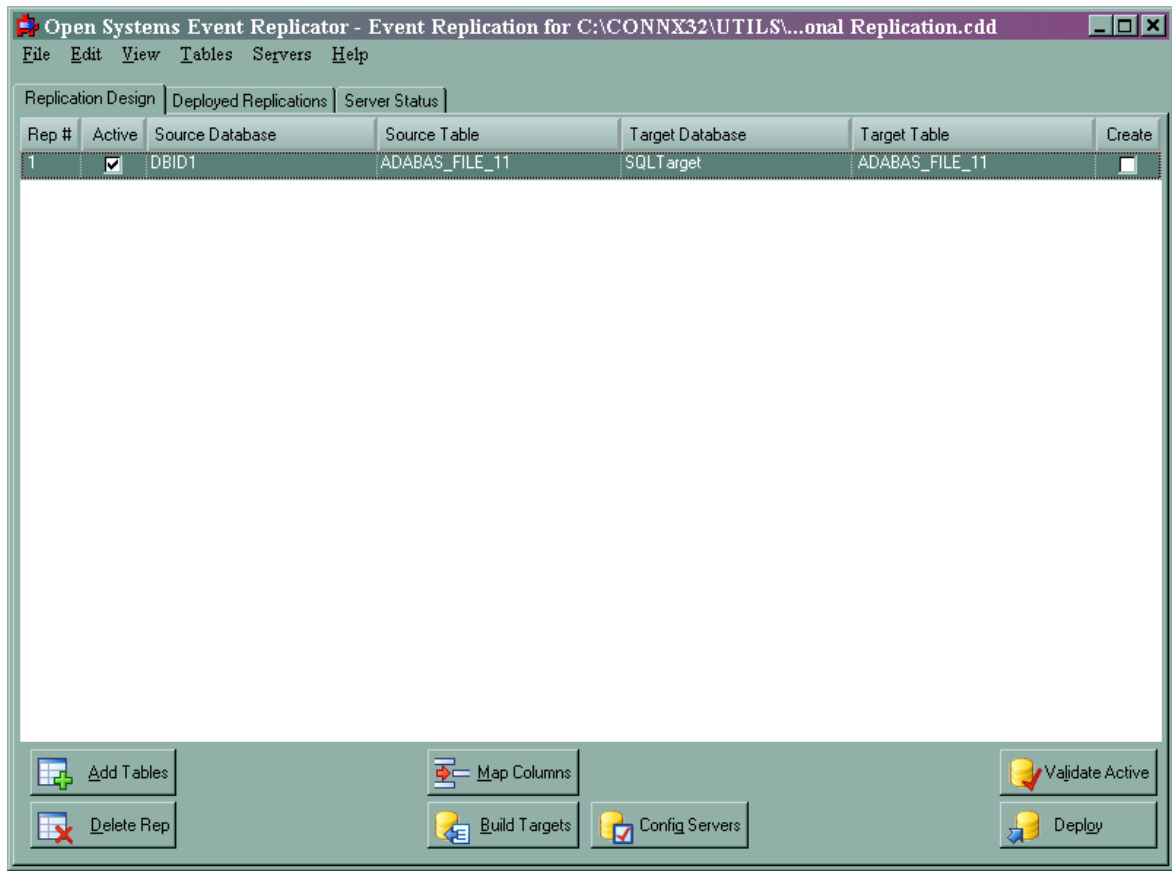 Open Systems Event Replicator - Event Replication for C:\CONNX32\UTILS\...onal Replication.cdd
File Edit View Tables Servers Help
Replication Design Deployed Replications Server Status
Rep # Active Source Database Source Table Target Database Target Table Create
1 DBID1 ADABAS_FILE_11 SQLTarget ADABAS_FILE_11
Add Tables Map Columns Validate Active
Delete Rep Build Targets Config Servers Deploy